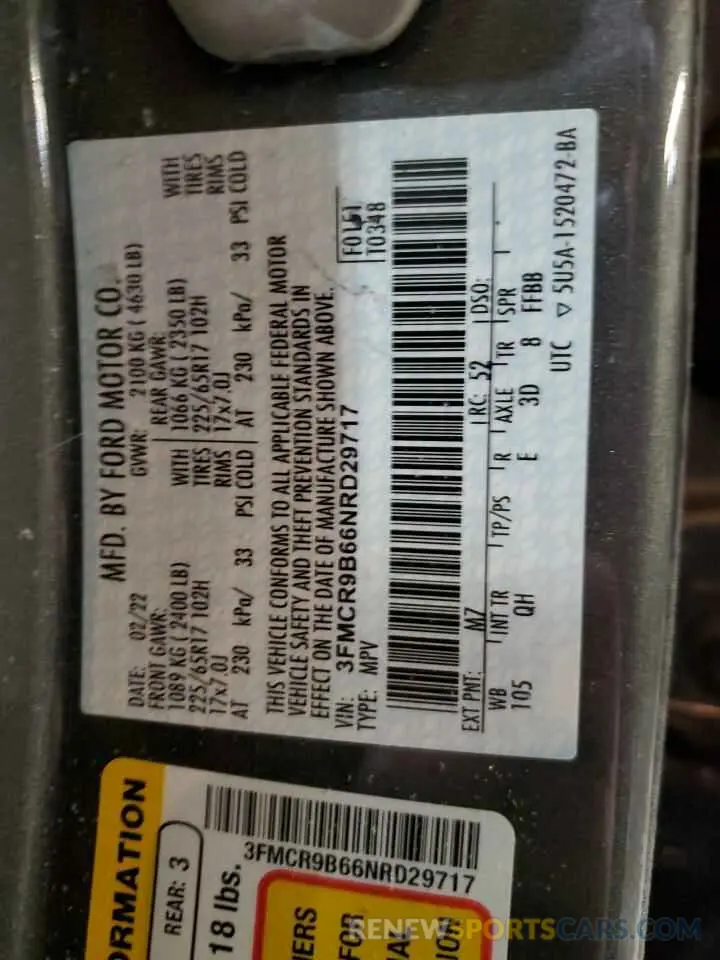 MFD. BY FORD MOTOR CO.
DATE: 02/22 GVWR: 2100 KG ( 4630 LB)
FRONT GAWR: REAR GAWR:
1089 KG ( 2400 LB) WITH 1066 KG ( 2350 LB) WITH
225/65R17 102H TIRES 225/65R17 102H TIRES
17x7.0J RIMS 17x7.0J RIMS
AT 230 kPa/ 33 PSI COLD AT 230 kPa/ 33 PSI COLD
THIS VEHICLE CONFORMS TO ALL APPLICABLE FEDERAL MOTOR
VEHICLE SAFETY AND THEFT PREVENTION STANDARDS IN
EFFECT ON THE DATE OF MANUFACTURE SHOWN ABOVE.
VIN: 3FMCR9B66NRD29717
TYPE: MPV
T0348
EXT PNT: M7 RC: 52 DSO:
WB INT TR TP/PS R AXLE TR SPR
105 QH E 3D 8 FFBB
UTC ▽ 5U5A-1520472-BA
ORMATION
REAR: 3
18 lbs.
3FMCR9B66NRD29717
IERS
FOR
RENEWSPORTSCARS.COM